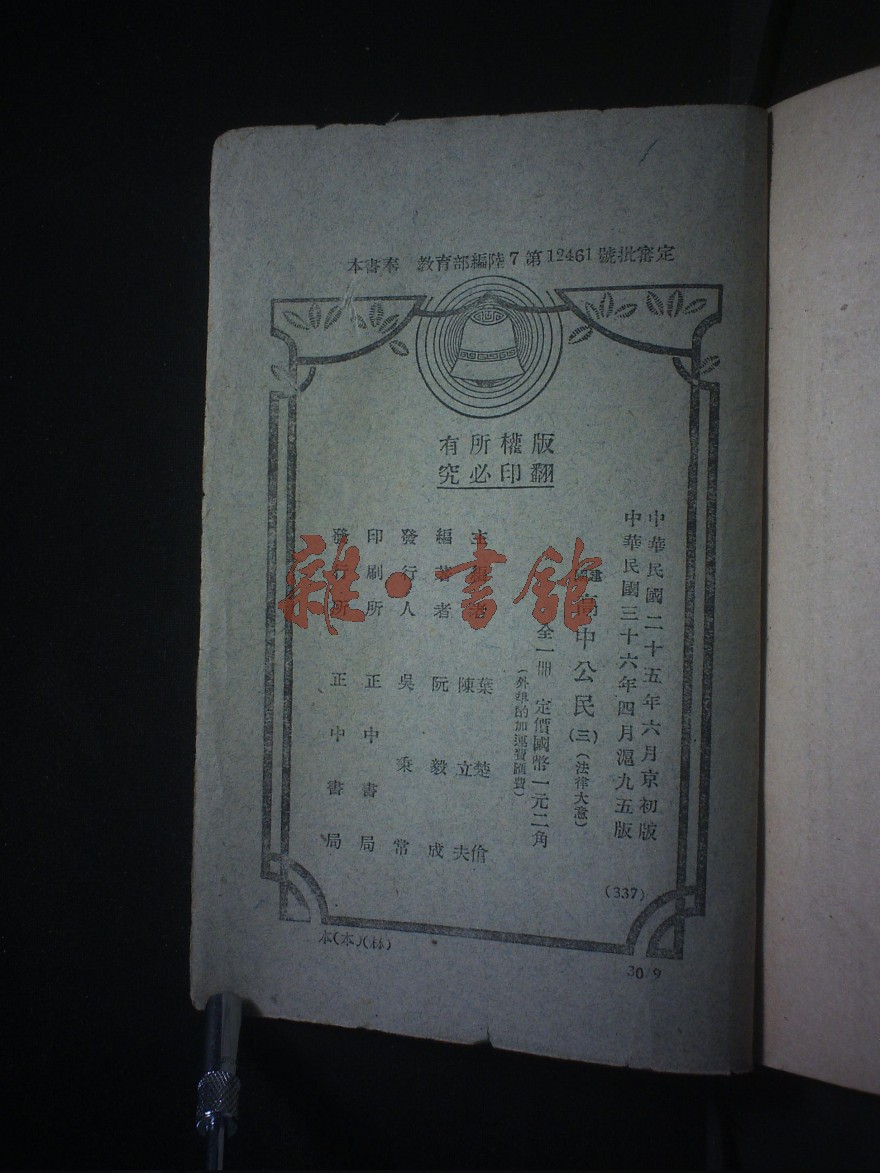 本書奉 教育部編陸7第12461號批審定
版權所有
翻印必究
中華民國二十五年六月京初版
中華民國三十六年四月滬九五版
建國高中公民(三)(法律大意)
全一冊 定價國幣一元二角
(外埠酌加運費匯費)
主編者 葉楚傖
陳立夫
編著者 阮毅成
發行人 吳秉常
印刷所 正中書局
發行所 正中書局
(337)
30/9
雜·書館